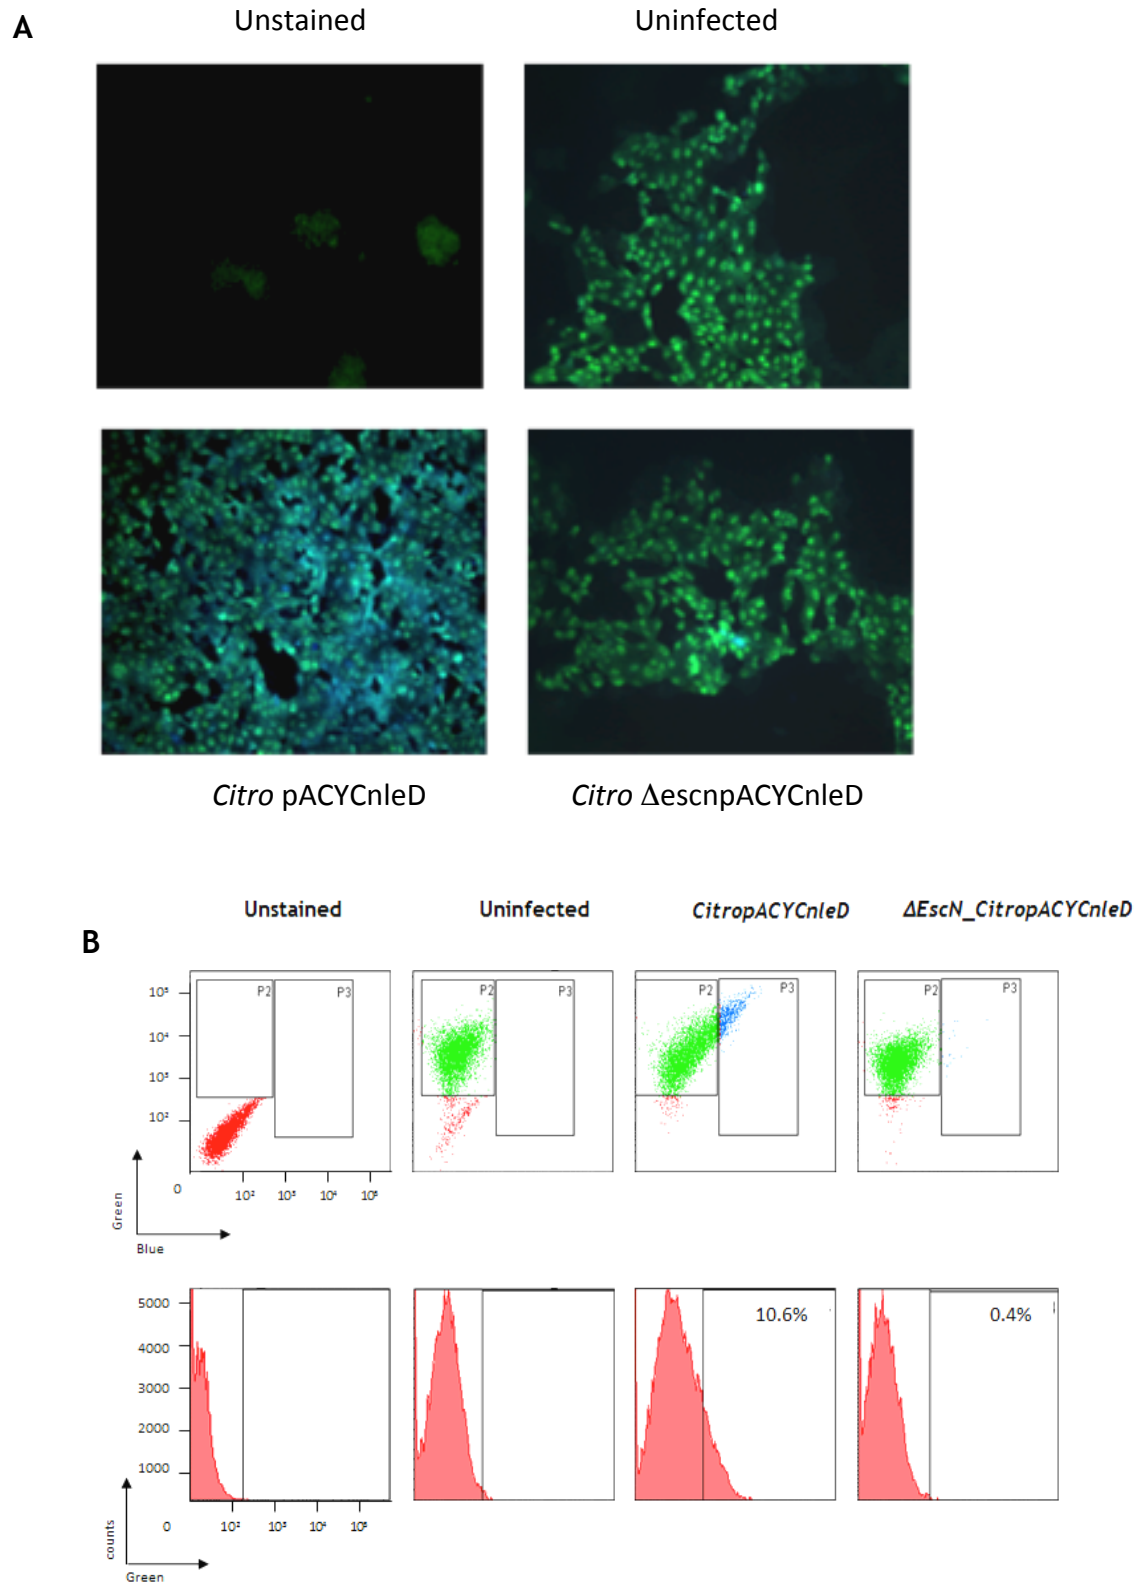 A
Unstained
Uninfected
Citro pACYCnleD
Citro ΔescnpACYCnleD
B
Unstained
Uninfected
CitropACYCnleD
ΔEscN_CitropACYCnleD
P2
P3
P2
P3
P2
P3
P2
P3
10⁵
10⁴
10³
10²
0
10²
10³
10⁴
10⁵
Green
Blue
10.6%
0.4%
5000
4000
3000
2000
1000
0
10²
10³
10⁴
10⁵
counts
Green